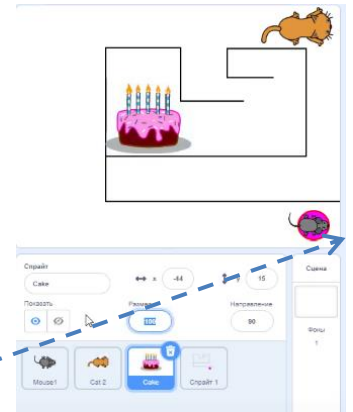 Спрайт
Cake
x
-44
y
15
Показать
Размер
100
Направление
90
Mouse1
Cat 2
Cake
Спрайт 1
Сцена
Фоны
1